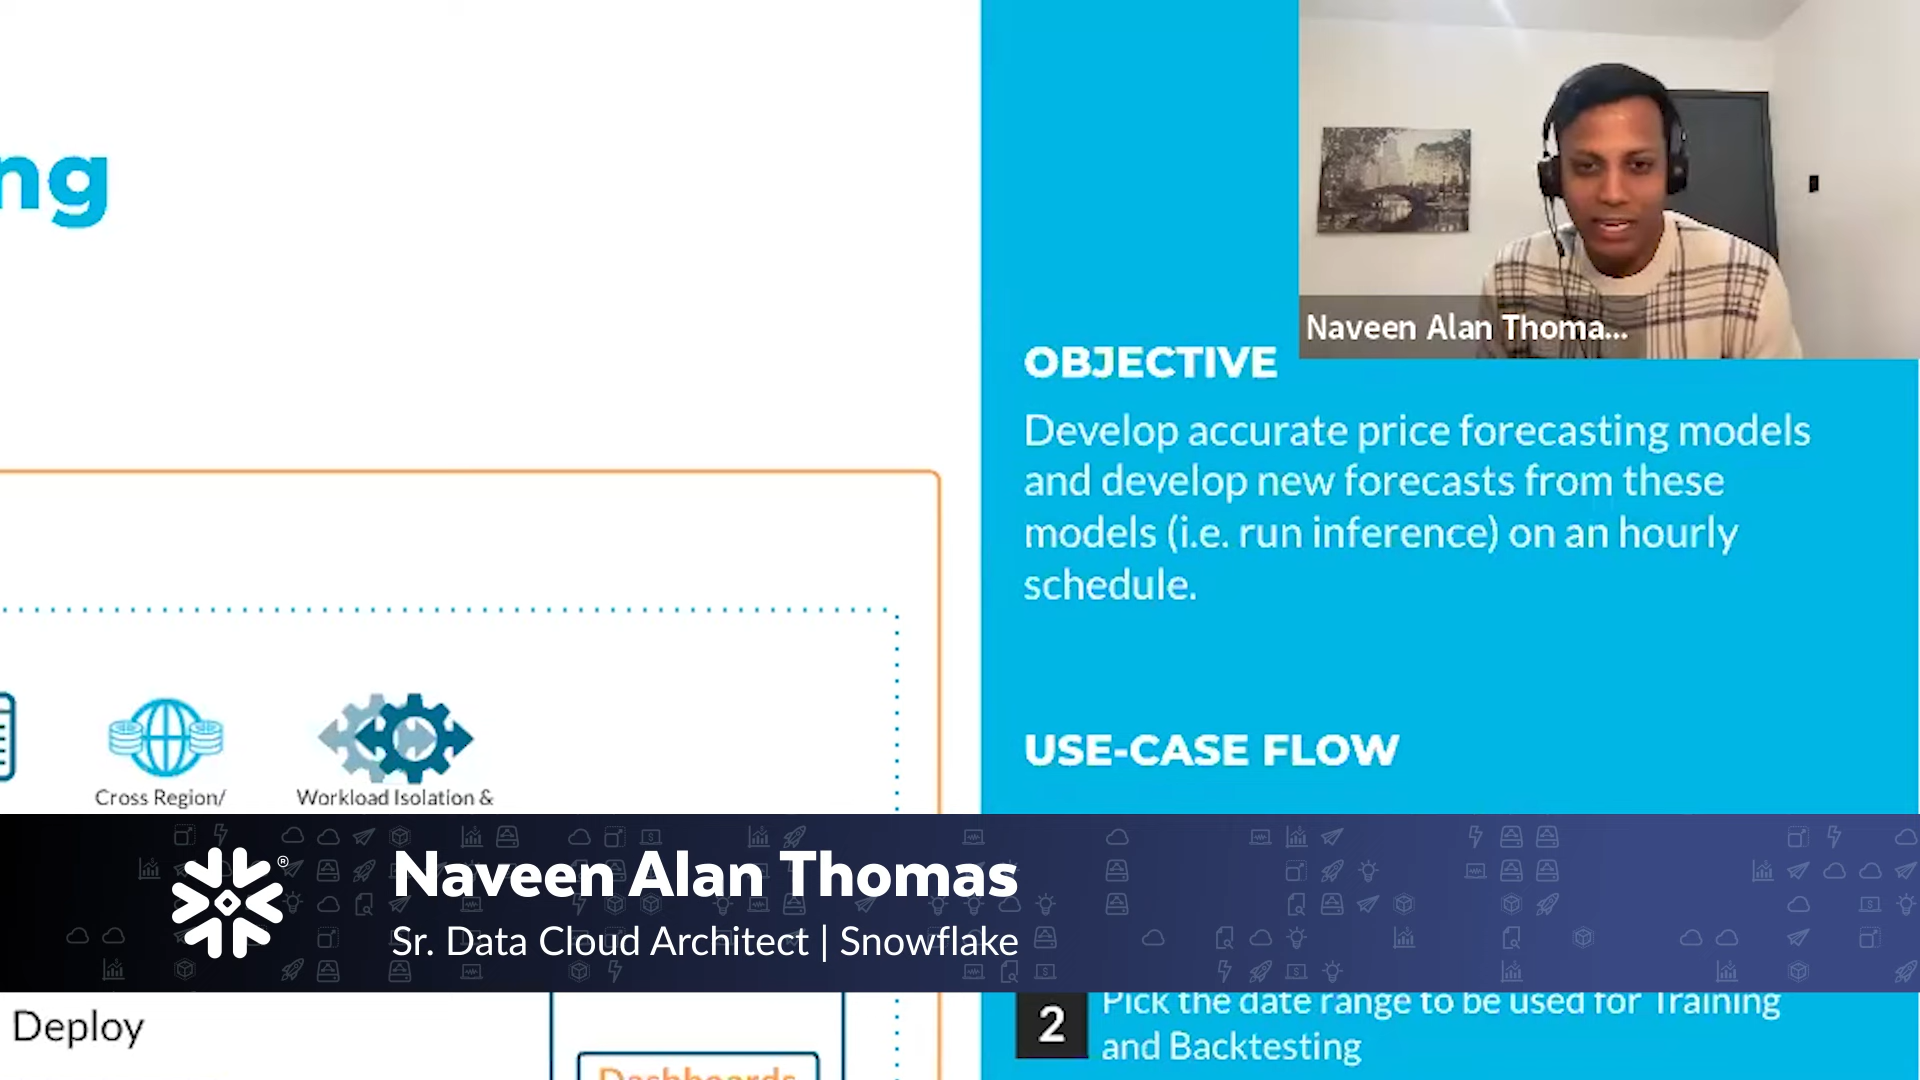 ng
Naveen Alan Thoma...
OBJECTIVE
Develop accurate price forecasting models
and develop new forecasts from these
models (i.e. run inference) on an hourly
schedule.
USE-CASE FLOW
Cross Region/
Workload Isolation &
Naveen Alan Thomas
Sr. Data Cloud Architect | Snowflake
®
2
Pick the date range to be used for Training
and Backtesting
Deploy
Dashboards